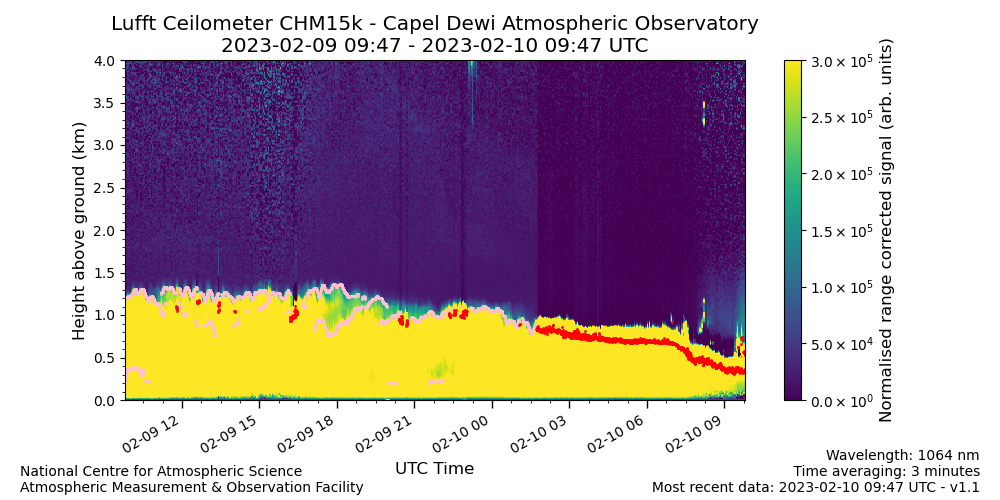 Lufft Ceilometer CHM15k - Capel Dewi Atmospheric Observatory
2023-02-09 09:47 - 2023-02-10 09:47 UTC
Height above ground (km)
4.0
3.5
3.0
2.5
2.0
1.5
1.0
0.5
0.0
02-09 12
02-09 15
02-09 18
02-09 21
02-10 00
02-10 03
02-10 06
02-10 09
UTC Time
3.0 × 10⁵
2.5 × 10⁵
2.0 × 10⁵
1.5 × 10⁵
1.0 × 10⁵
5.0 × 10⁴
0.0 × 10⁰
Normalised range corrected signal (arb. units)
National Centre for Atmospheric Science
Atmospheric Measurement & Observation Facility
Wavelength: 1064 nm
Time averaging: 3 minutes
Most recent data: 2023-02-10 09:47 UTC - v1.1